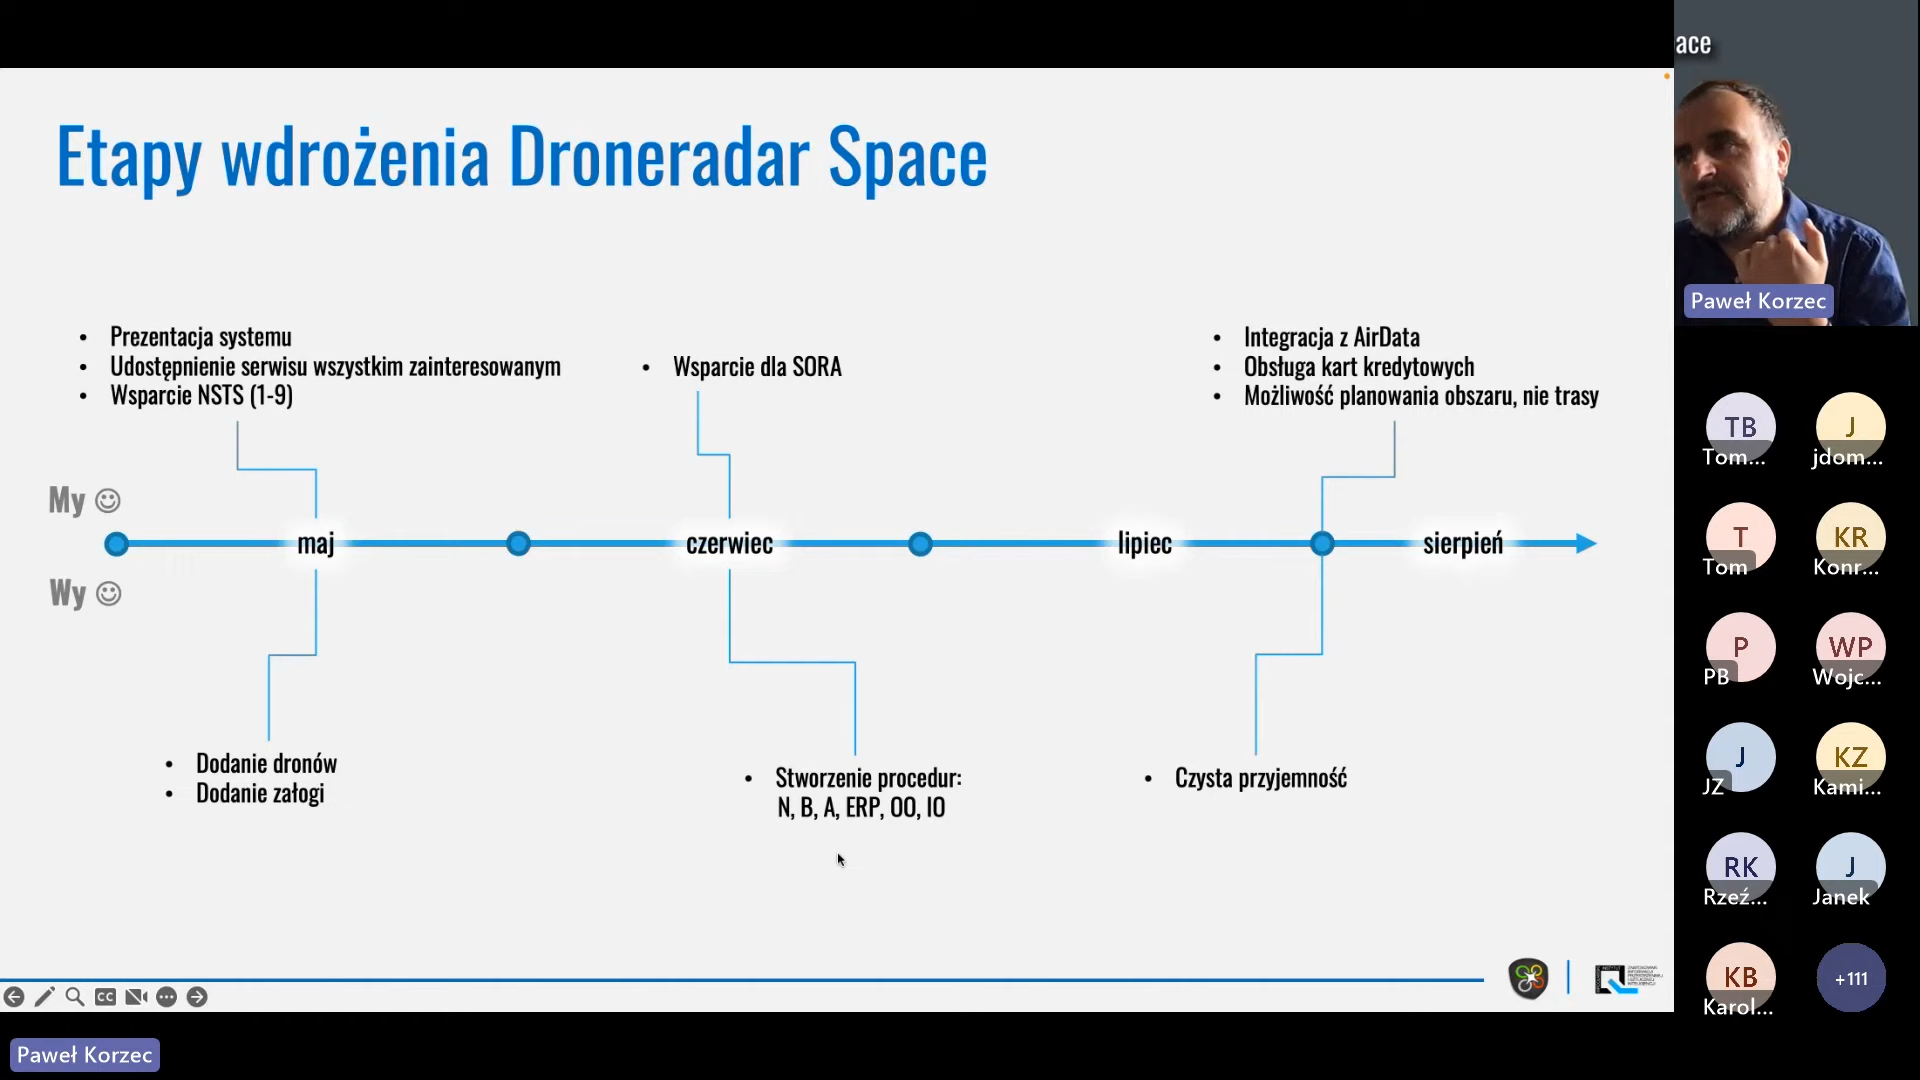 ace
Etapy wdrożenia Droneradar Space
• Prezentacja systemu
• Udostępnienie serwisu wszystkim zainteresowanym
• Wsparcie NSTS (1-9)
• Wsparcie dla SORA
• Integracja z AirData
• Obsługa kart kredytowych
• Możliwość planowania obszaru, nie trasy
My ☺
maj
czerwiec
lipiec
sierpień
Wy ☺
• Dodanie dronów
• Dodanie załogi
• Stworzenie procedur:
N, B, A, ERP, OO, IO
• Czysta przyjemność
CC
Paweł Korzec
Paweł Korzec
TB
Tom...
J
jdom...
T
Tom
KR
Konr...
P
PB
WP
Wojc...
J
JZ
KZ
Kami...
RK
Rzeź...
J
Janek
KB
Karol...
+111